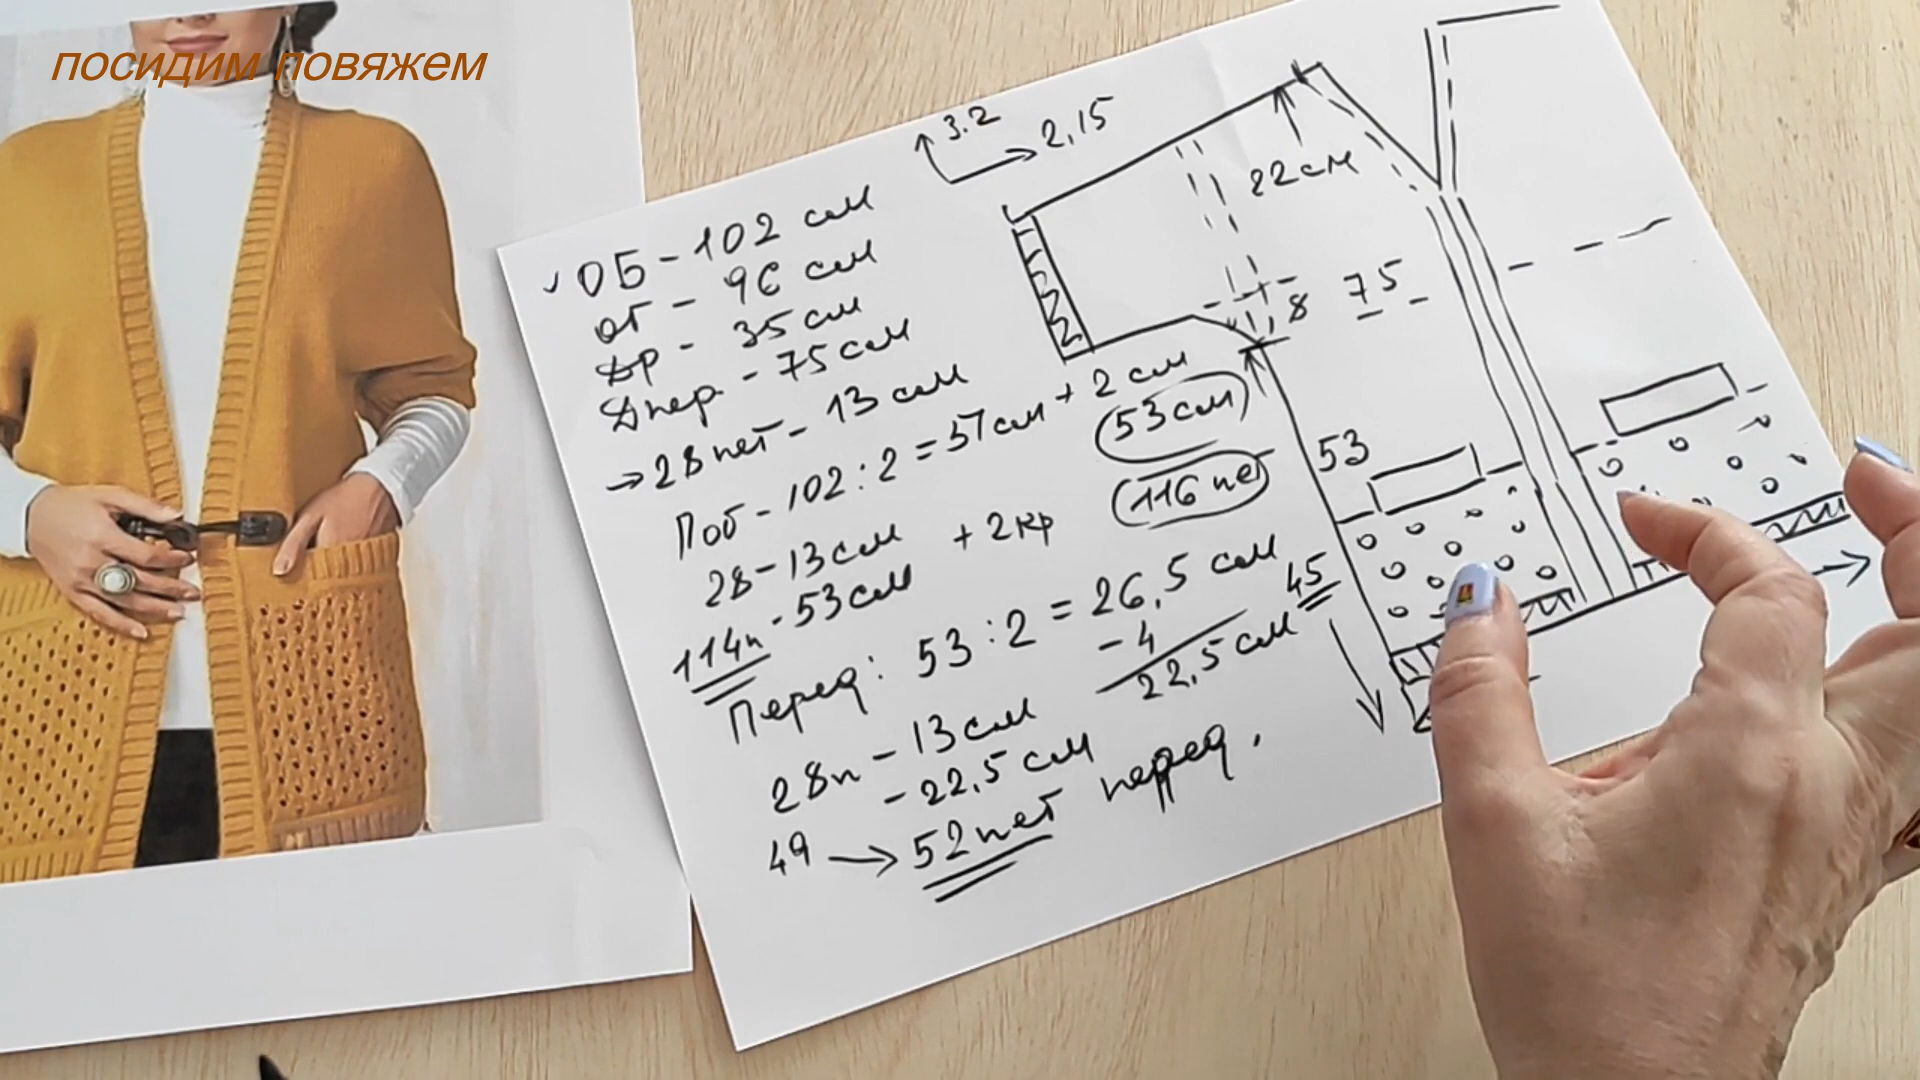 посидим повяжем
3.2
2,15
ОБ - 102 см
ОГ - 96 см
Др - 35 см
Дпер. - 75 см
→ 28 пет - 13 см
Поб - 102 : 2 = 51 см + 2 см
53 см
28 - 13 см + 2 кр
116 пет
114п - 53 см
Перед: 53 : 2 = 26,5 см
- 4
22,5 см
28п - 13 см
- 22,5 см
49 → 52 пет перед.
22 см
8
75
53
45